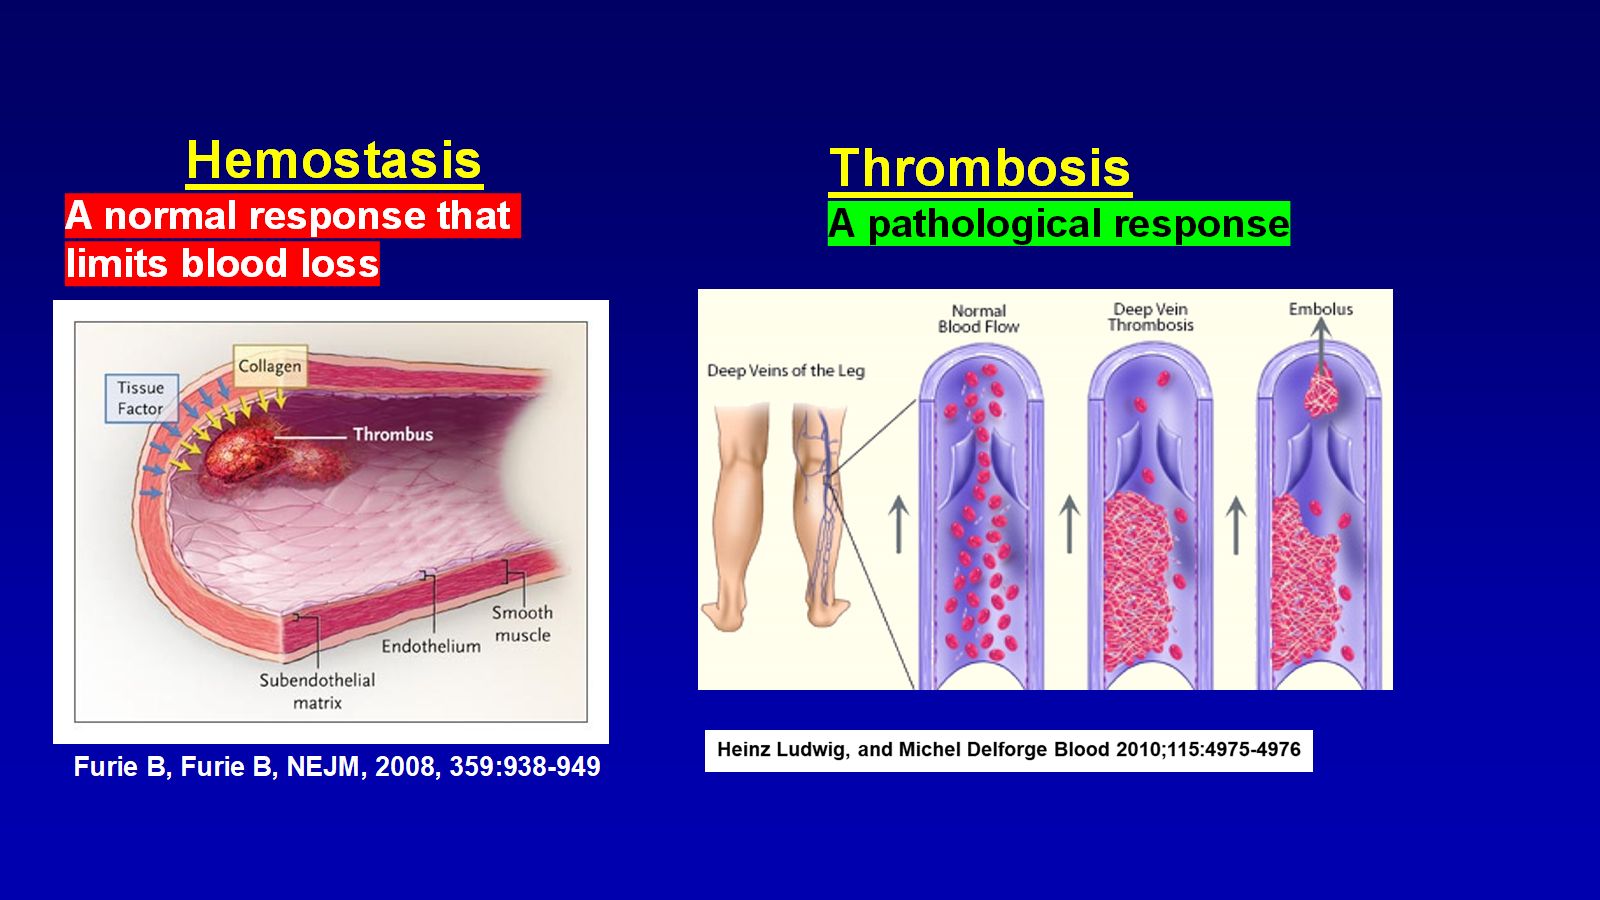 Hemostasis
A normal response that
limits blood loss
Collagen
Tissue
Factor
Thrombus
Smooth
muscle
Endothelium
Subendothelial
matrix
Furie B, Furie B, NEJM, 2008, 359:938-949
Thrombosis
A pathological response
Normal
Blood Flow
Deep Vein
Thrombosis
Embolus
Deep Veins of the Leg
Heinz Ludwig, and Michel Delforge Blood 2010;115:4975-4976